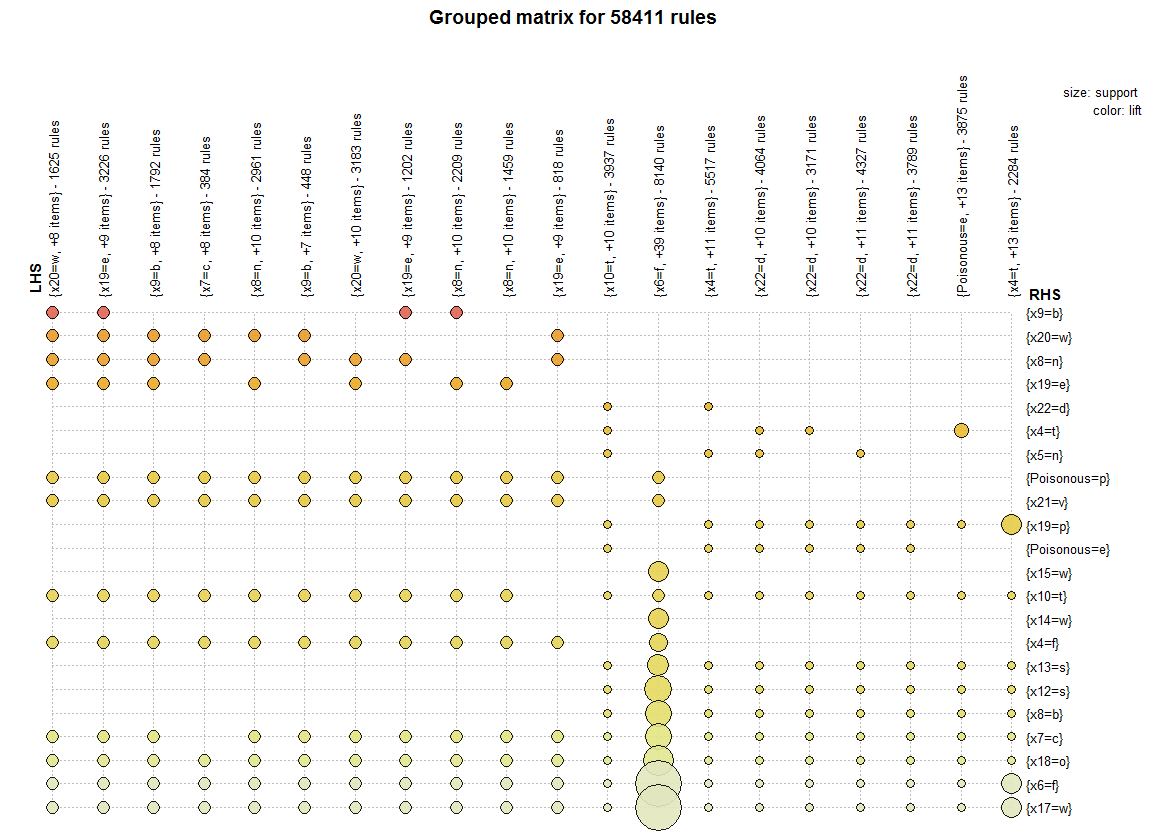 Grouped matrix for 58411 rules
size: support
color: lift
LHS
{x20=w, +8 items} - 1625 rules
{x19=e, +9 items} - 3226 rules
{x9=b, +8 items} - 1792 rules
{x7=c, +8 items} - 384 rules
{x8=n, +10 items} - 2961 rules
{x9=b, +7 items} - 448 rules
{x20=w, +10 items} - 3183 rules
{x19=e, +9 items} - 1202 rules
{x8=n, +10 items} - 2209 rules
{x8=n, +10 items} - 1459 rules
{x19=e, +9 items} - 818 rules
{x10=t, +10 items} - 3937 rules
{x6=f, +39 items} - 8140 rules
{x4=t, +11 items} - 5517 rules
{x22=d, +10 items} - 4064 rules
{x22=d, +10 items} - 3171 rules
{x22=d, +11 items} - 4327 rules
{x22=d, +11 items} - 3789 rules
{Poisonous=e, +13 items} - 3875 rules
{x4=t, +13 items} - 2284 rules
RHS
{x9=b}
{x20=w}
{x8=n}
{x19=e}
{x22=d}
{x4=t}
{x5=n}
{Poisonous=p}
{x21=v}
{x19=p}
{Poisonous=e}
{x15=w}
{x10=t}
{x14=w}
{x4=f}
{x13=s}
{x12=s}
{x8=b}
{x7=c}
{x18=o}
{x6=f}
{x17=w}